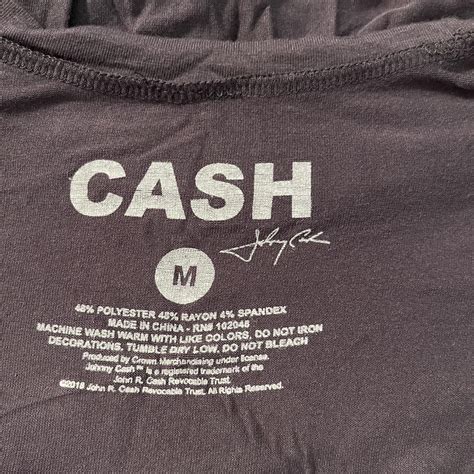 CASH
Johnny Cash
M
48% POLYESTER 48% RAYON 4% SPANDEX
MADE IN CHINA - RN# 102048
MACHINE WASH WARM WITH LIKE COLORS, DO NOT IRON
DECORATIONS. TUMBLE DRY LOW, DO NOT BLEACH
Produced by Crown Merchandising under license.
Johnny Cash™ is a registered trademark of the
John R. Cash Revocable Trust.
©2018 John R. Cash Revocable Trust. All Rights Reserved.